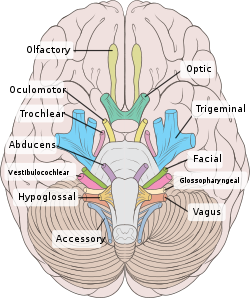 Olfactory
Optic
Oculomotor
Trochlear
Trigeminal
Abducens
Facial
Vestibulocochlear
Glossopharyngeal
Hypoglossal
Vagus
Accessory